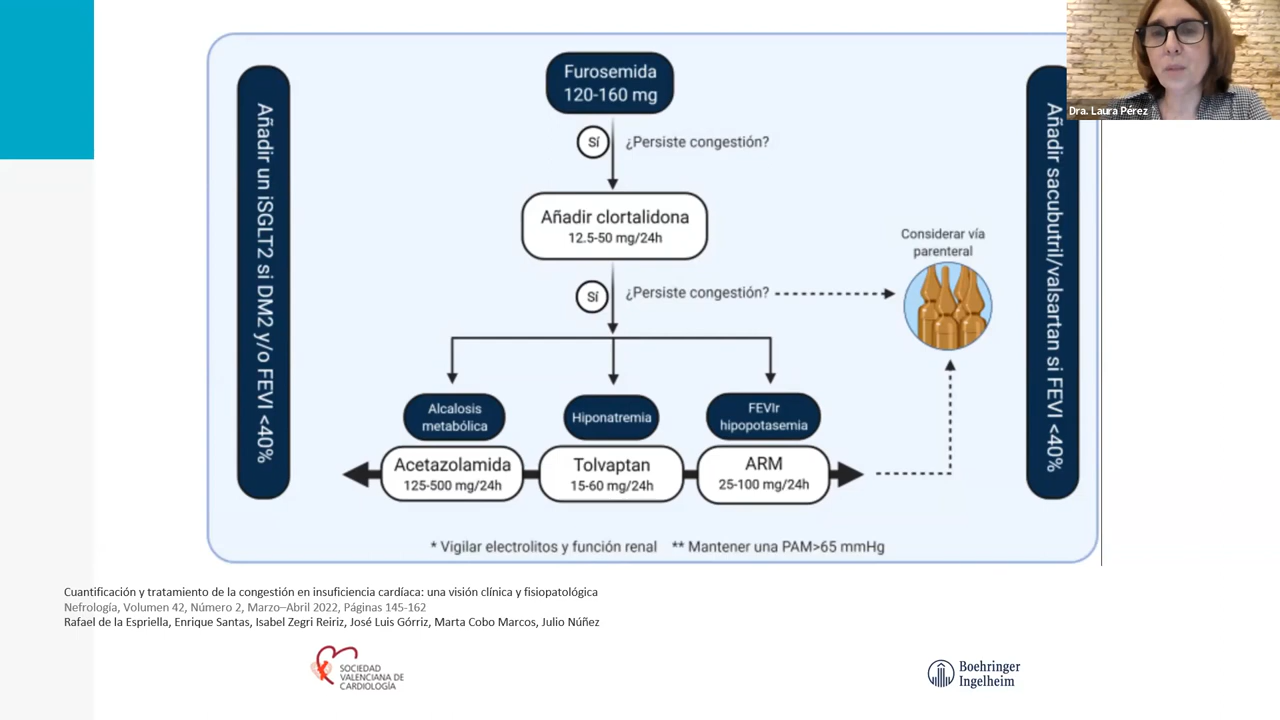 Furosemida
120-160 mg
Sí
¿Persiste congestión?
Añadir clortalidona
12.5-50 mg/24h
Sí
¿Persiste congestión?
Considerar vía
parenteral
Alcalosis
metabólica
Acetazolamida
125-500 mg/24h
Hiponatremia
Tolvaptan
15-60 mg/24h
FEVIr
hipopotasemia
ARM
25-100 mg/24h
* Vigilar electrolitos y función renal
** Mantener una PAM>65 mmHg
Añadir un iSGLT2 si DM2 y/o FEVI <40%
Añadir sacubutril/valsartan si FEVI <40%
Dra. Laura Pérez
Cuantificación y tratamiento de la congestión en insuficiencia cardíaca: una visión clínica y fisiopatológica
Nefrología, Volumen 42, Número 2, Marzo–Abril 2022, Páginas 145-162
Rafael de la Espriella, Enrique Santas, Isabel Zegri Reiriz, José Luis Górriz, Marta Cobo Marcos, Julio Núñez
SOCIEDAD
VALENCIANA DE
CARDIOLOGÍA
Boehringer
Ingelheim